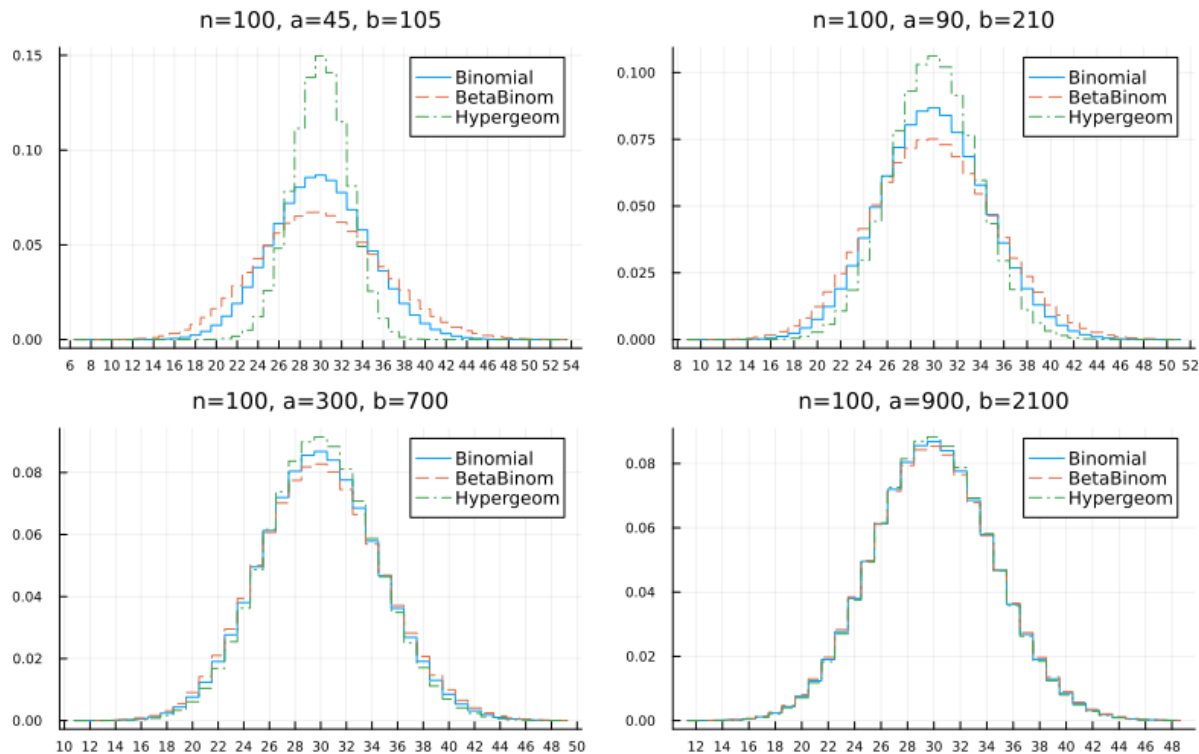 n=100, a=45, b=105
0.15
0.10
0.05
0.00
Binomial
BetaBinom
Hypergeom
6 8 10 12 14 16 18 20 22 24 26 28 30 32 34 36 38 40 42 44 46 48 50 52 54
n=100, a=90, b=210
0.100
0.075
0.050
0.025
0.000
Binomial
BetaBinom
Hypergeom
8 10 12 14 16 18 20 22 24 26 28 30 32 34 36 38 40 42 44 46 48 50 52
n=100, a=300, b=700
0.08
0.06
0.04
0.02
0.00
Binomial
BetaBinom
Hypergeom
10 12 14 16 18 20 22 24 26 28 30 32 34 36 38 40 42 44 46 48 50
n=100, a=900, b=2100
0.08
0.06
0.04
0.02
0.00
Binomial
BetaBinom
Hypergeom
12 14 16 18 20 22 24 26 28 30 32 34 36 38 40 42 44 46 48